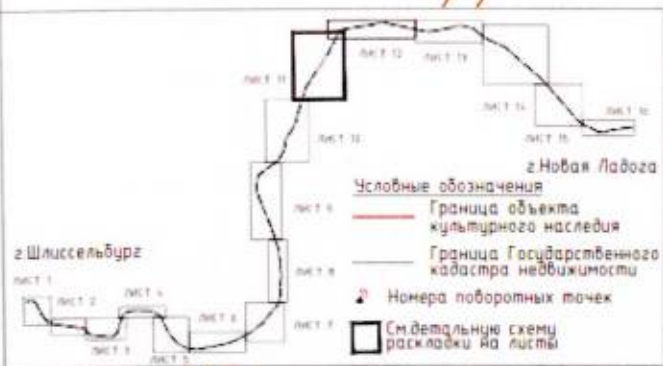 ЛИСТ 12
ЛИСТ 13
ЛИСТ 11
ЛИСТ 14
ЛИСТ 16
ЛИСТ 10
ЛИСТ 15
г.Новая Ладога
Условные обозначения
ЛИСТ 9
Граница объекта
культурного наследия
г.Шлиссельбург
Граница Государственного
кадастра недвижимости
ЛИСТ 8
ЛИСТ 1
ЛИСТ 2
ЛИСТ 4
Номера поворотных точек
ЛИСТ 6
ЛИСТ 7
ЛИСТ 3
ЛИСТ 5
См.детальную схему
раскладки на листы